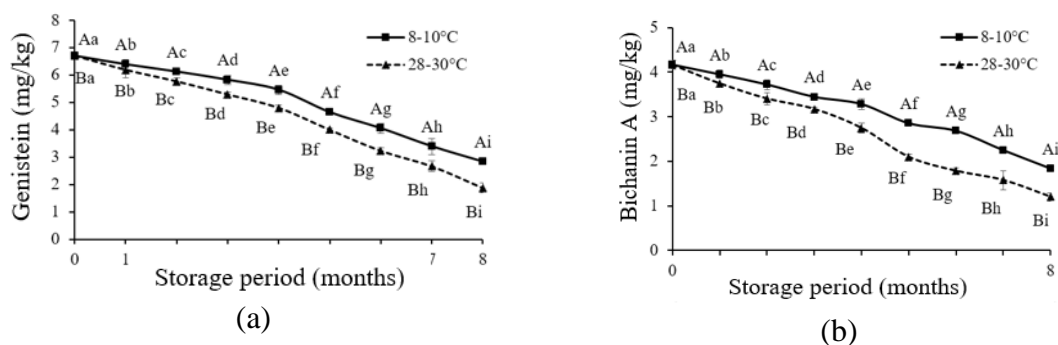 Genistein (mg/kg)
8
7
6
5
4
3
2
1
0
8-10°C
28-30°C
Aa Ab Ac Ad Ae Af Ag Ah Ai
Ba Bb Bc Bd Be Bf Bg Bh Bi
0 1 7 8
Storage period (months)
(a)
Bichanin A (mg/kg)
5
4
3
2
1
0
8-10°C
28-30°C
Aa Ab Ac Ad Ae Af Ag Ah Ai
Ba Bb Bc Bd Be Bf Bg Bh Bi
0 8
Storage period (months)
(b)